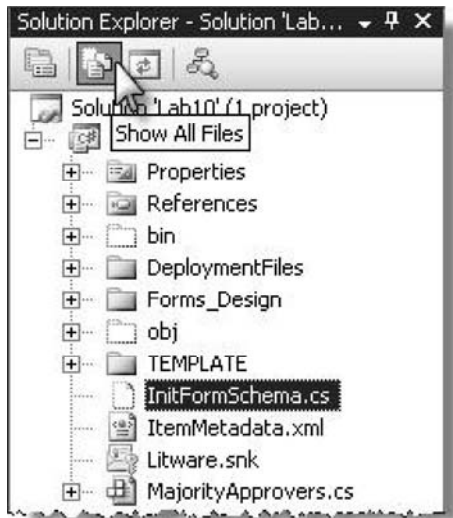 Solution Explorer - Solution 'Lab...
Solution 'Lab10' (1 project)
Show All Files
Properties
References
bin
DeploymentFiles
Forms_Design
obj
TEMPLATE
InitFormSchema.cs
ItemMetadata.xml
Litware.snk
MajorityApprovers.cs